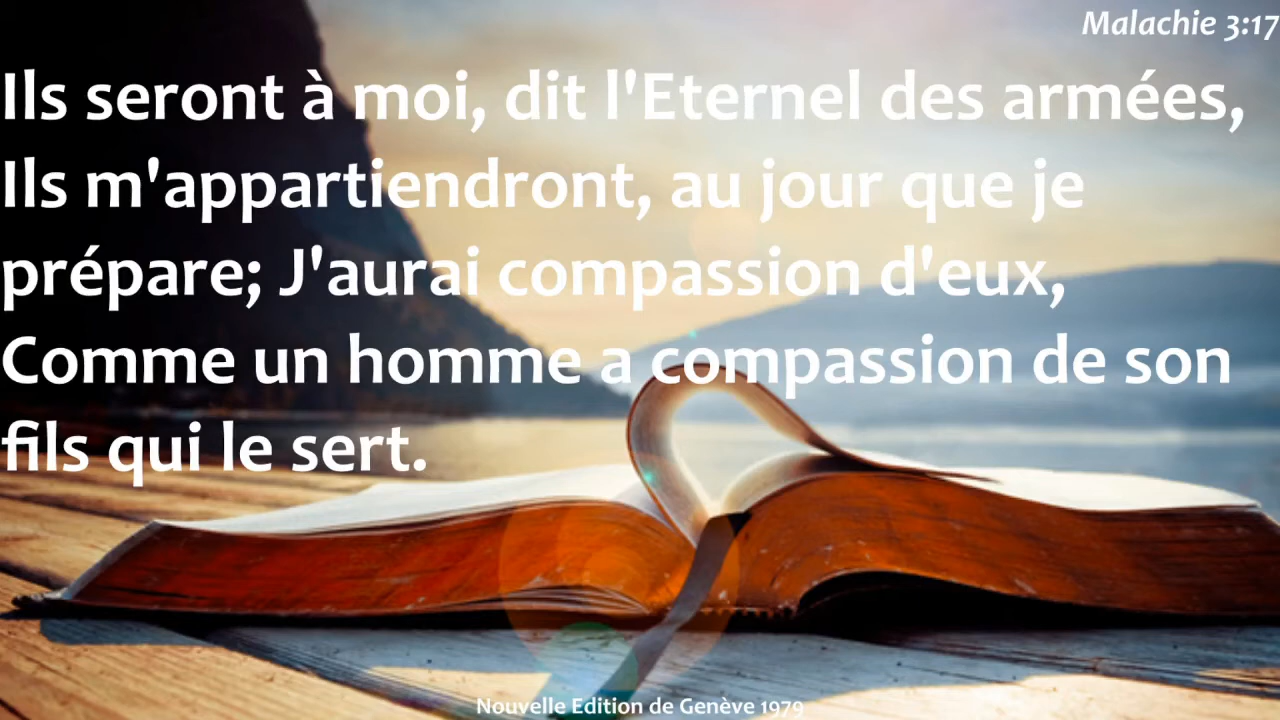 Malachie 3:17
Ils seront à moi, dit l'Eternel des armées,
Ils m'appartiendront, au jour que je
prépare; J'aurai compassion d'eux,
Comme un homme a compassion de son
fils qui le sert.
Nouvelle Edition de Genève 1979